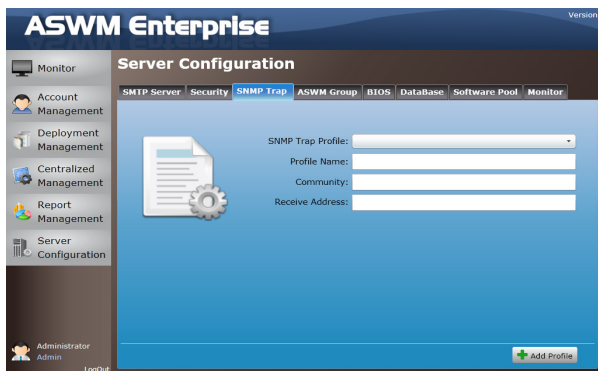 ASWM Enterprise
Version
Monitor
Account
Management
Deployment
Management
Centralized
Management
Report
Management
Server
Configuration
Administrator
Admin
LogOut
Server Configuration
SMTP Server Security SNMP Trap ASWM Group BIOS DataBase Software Pool Monitor
SNMP Trap Profile:
Profile Name:
Community:
Receive Address:
Add Profile